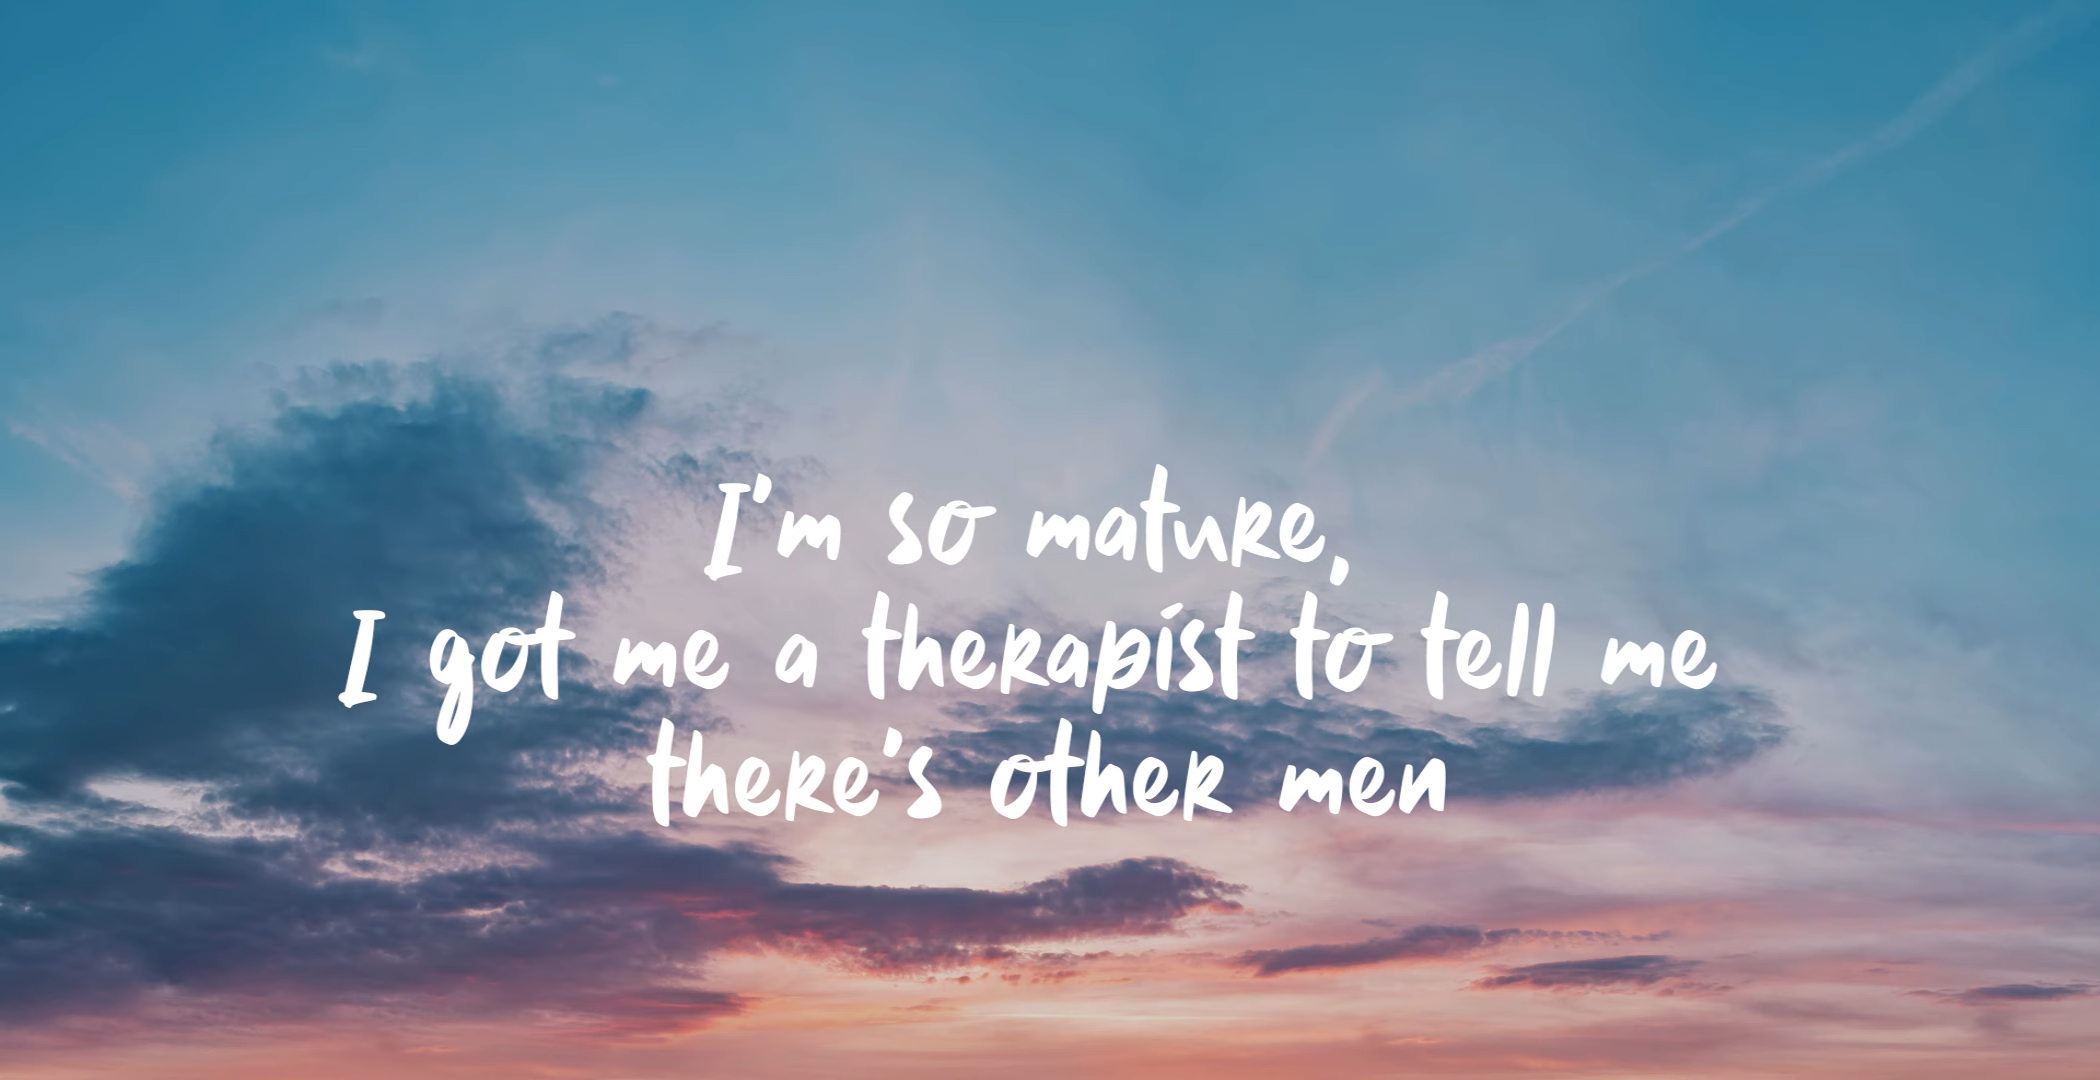 I'm so mature,
I got me a therapist to tell me
there's other men